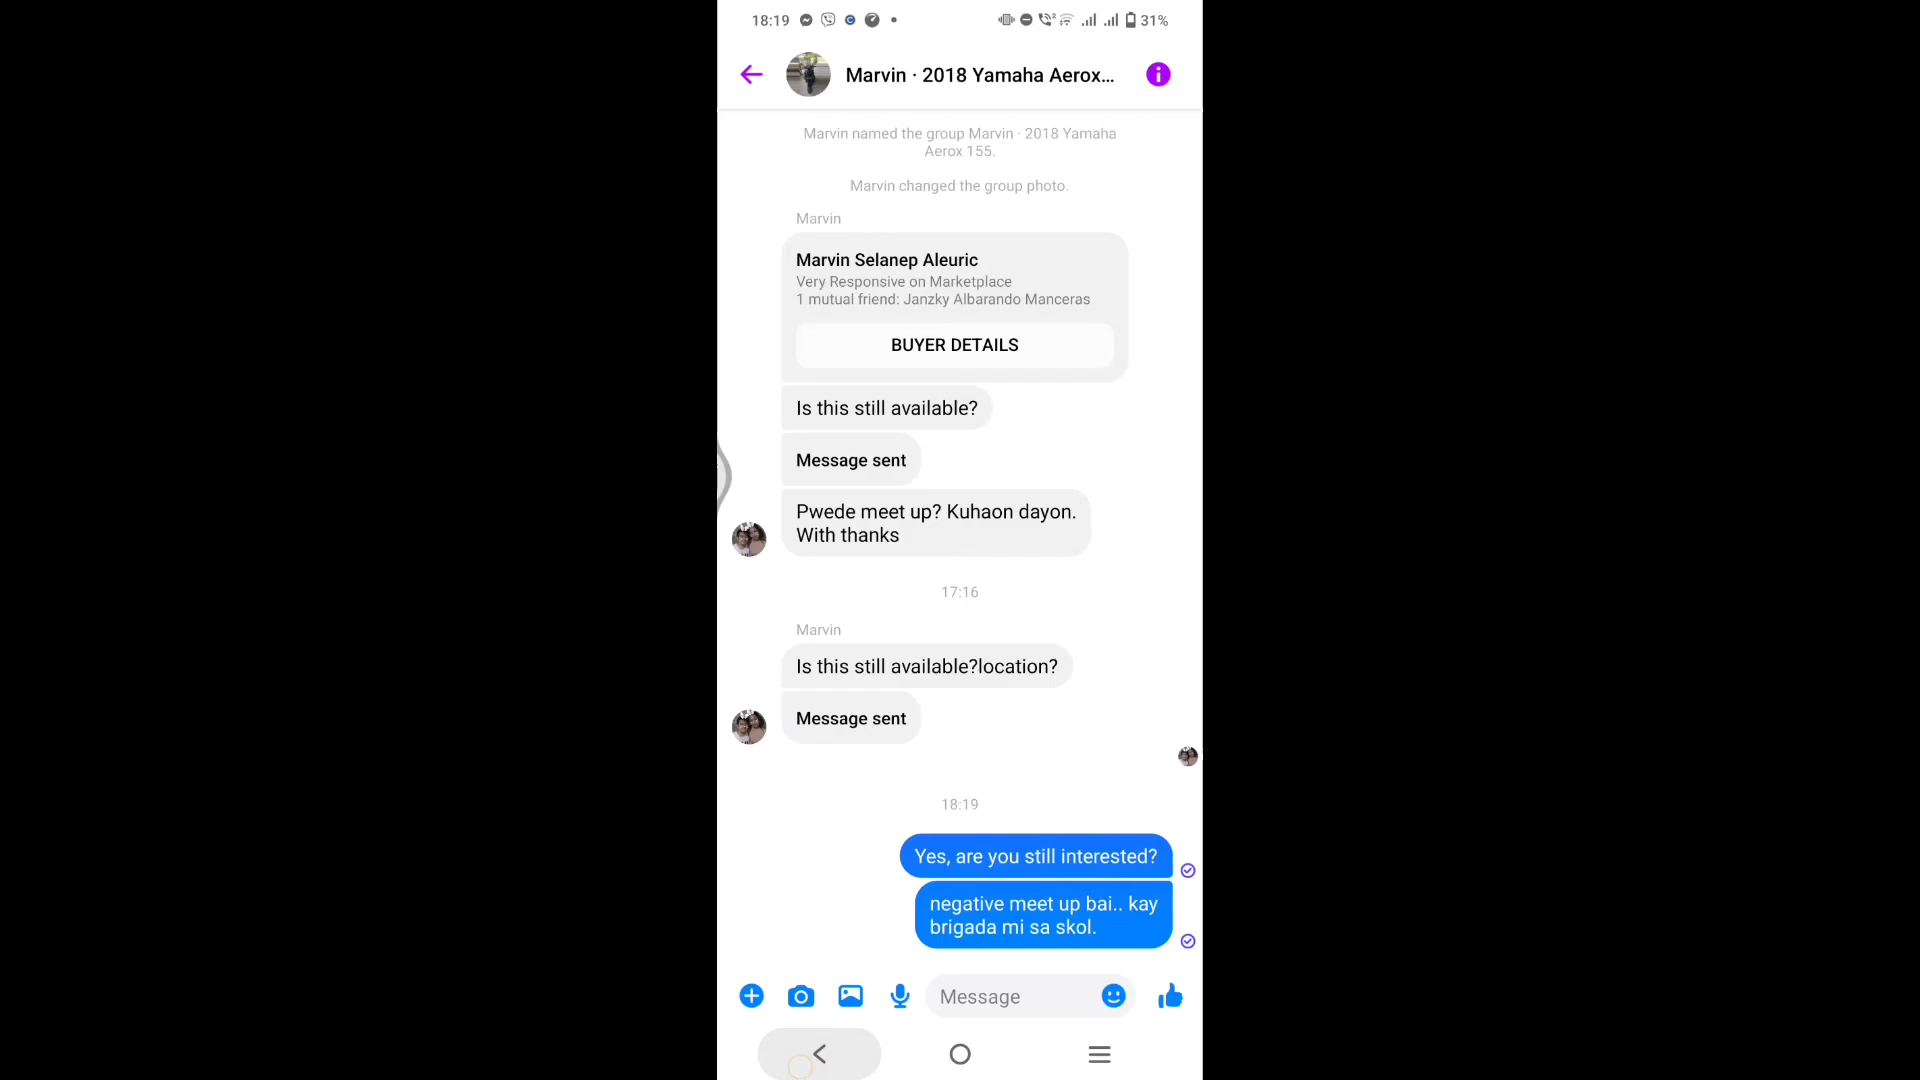 18:19
31%
Marvin · 2018 Yamaha Aerox...
Marvin named the group Marvin · 2018 Yamaha
Aerox 155.
Marvin changed the group photo.
Marvin
Marvin Selanep Aleuric
Very Responsive on Marketplace
1 mutual friend: Janzky Albarando Manceras
BUYER DETAILS
Is this still available?
Message sent
Pwede meet up? Kuhaon dayon.
With thanks
17:16
Marvin
Is this still available?location?
Message sent
18:19
Yes, are you still interested?
negative meet up bai.. kay
brigada mi sa skol.
Message